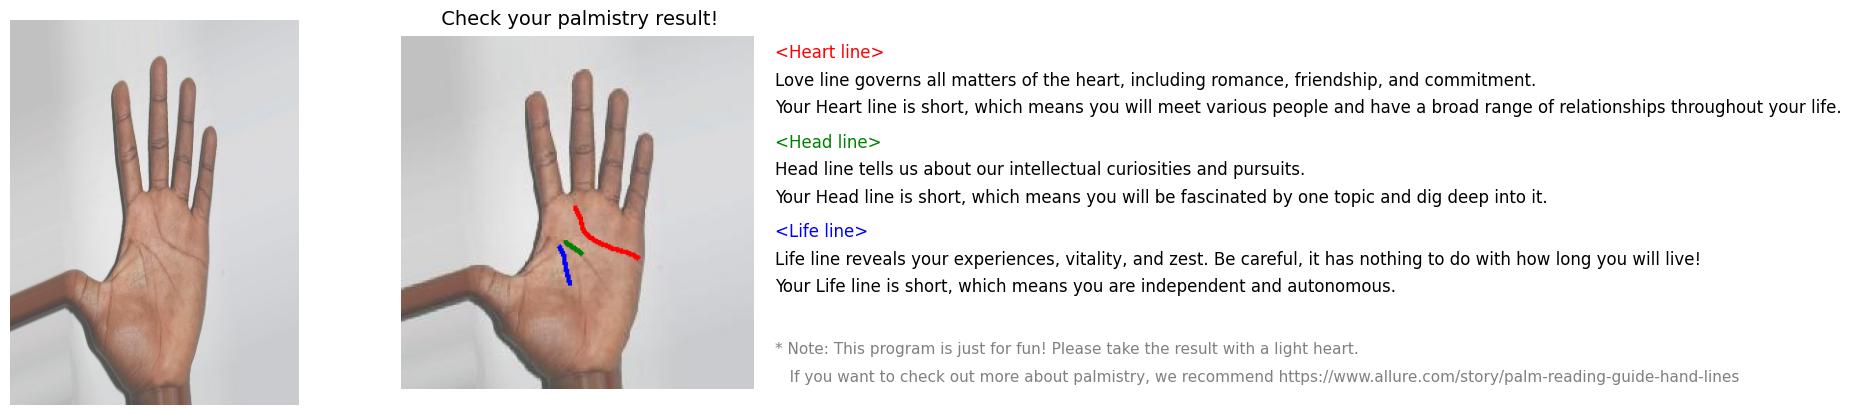 Check your palmistry result!
<Heart line>
Love line governs all matters of the heart, including romance, friendship, and commitment.
Your Heart line is short, which means you will meet various people and have a broad range of relationships throughout your life.
<Head line>
Head line tells us about our intellectual curiosities and pursuits.
Your Head line is short, which means you will be fascinated by one topic and dig deep into it.
<Life line>
Life line reveals your experiences, vitality, and zest. Be careful, it has nothing to do with how long you will live!
Your Life line is short, which means you are independent and autonomous.
* Note: This program is just for fun! Please take the result with a light heart.
If you want to check out more about palmistry, we recommend https://www.allure.com/story/palm-reading-guide-hand-lines